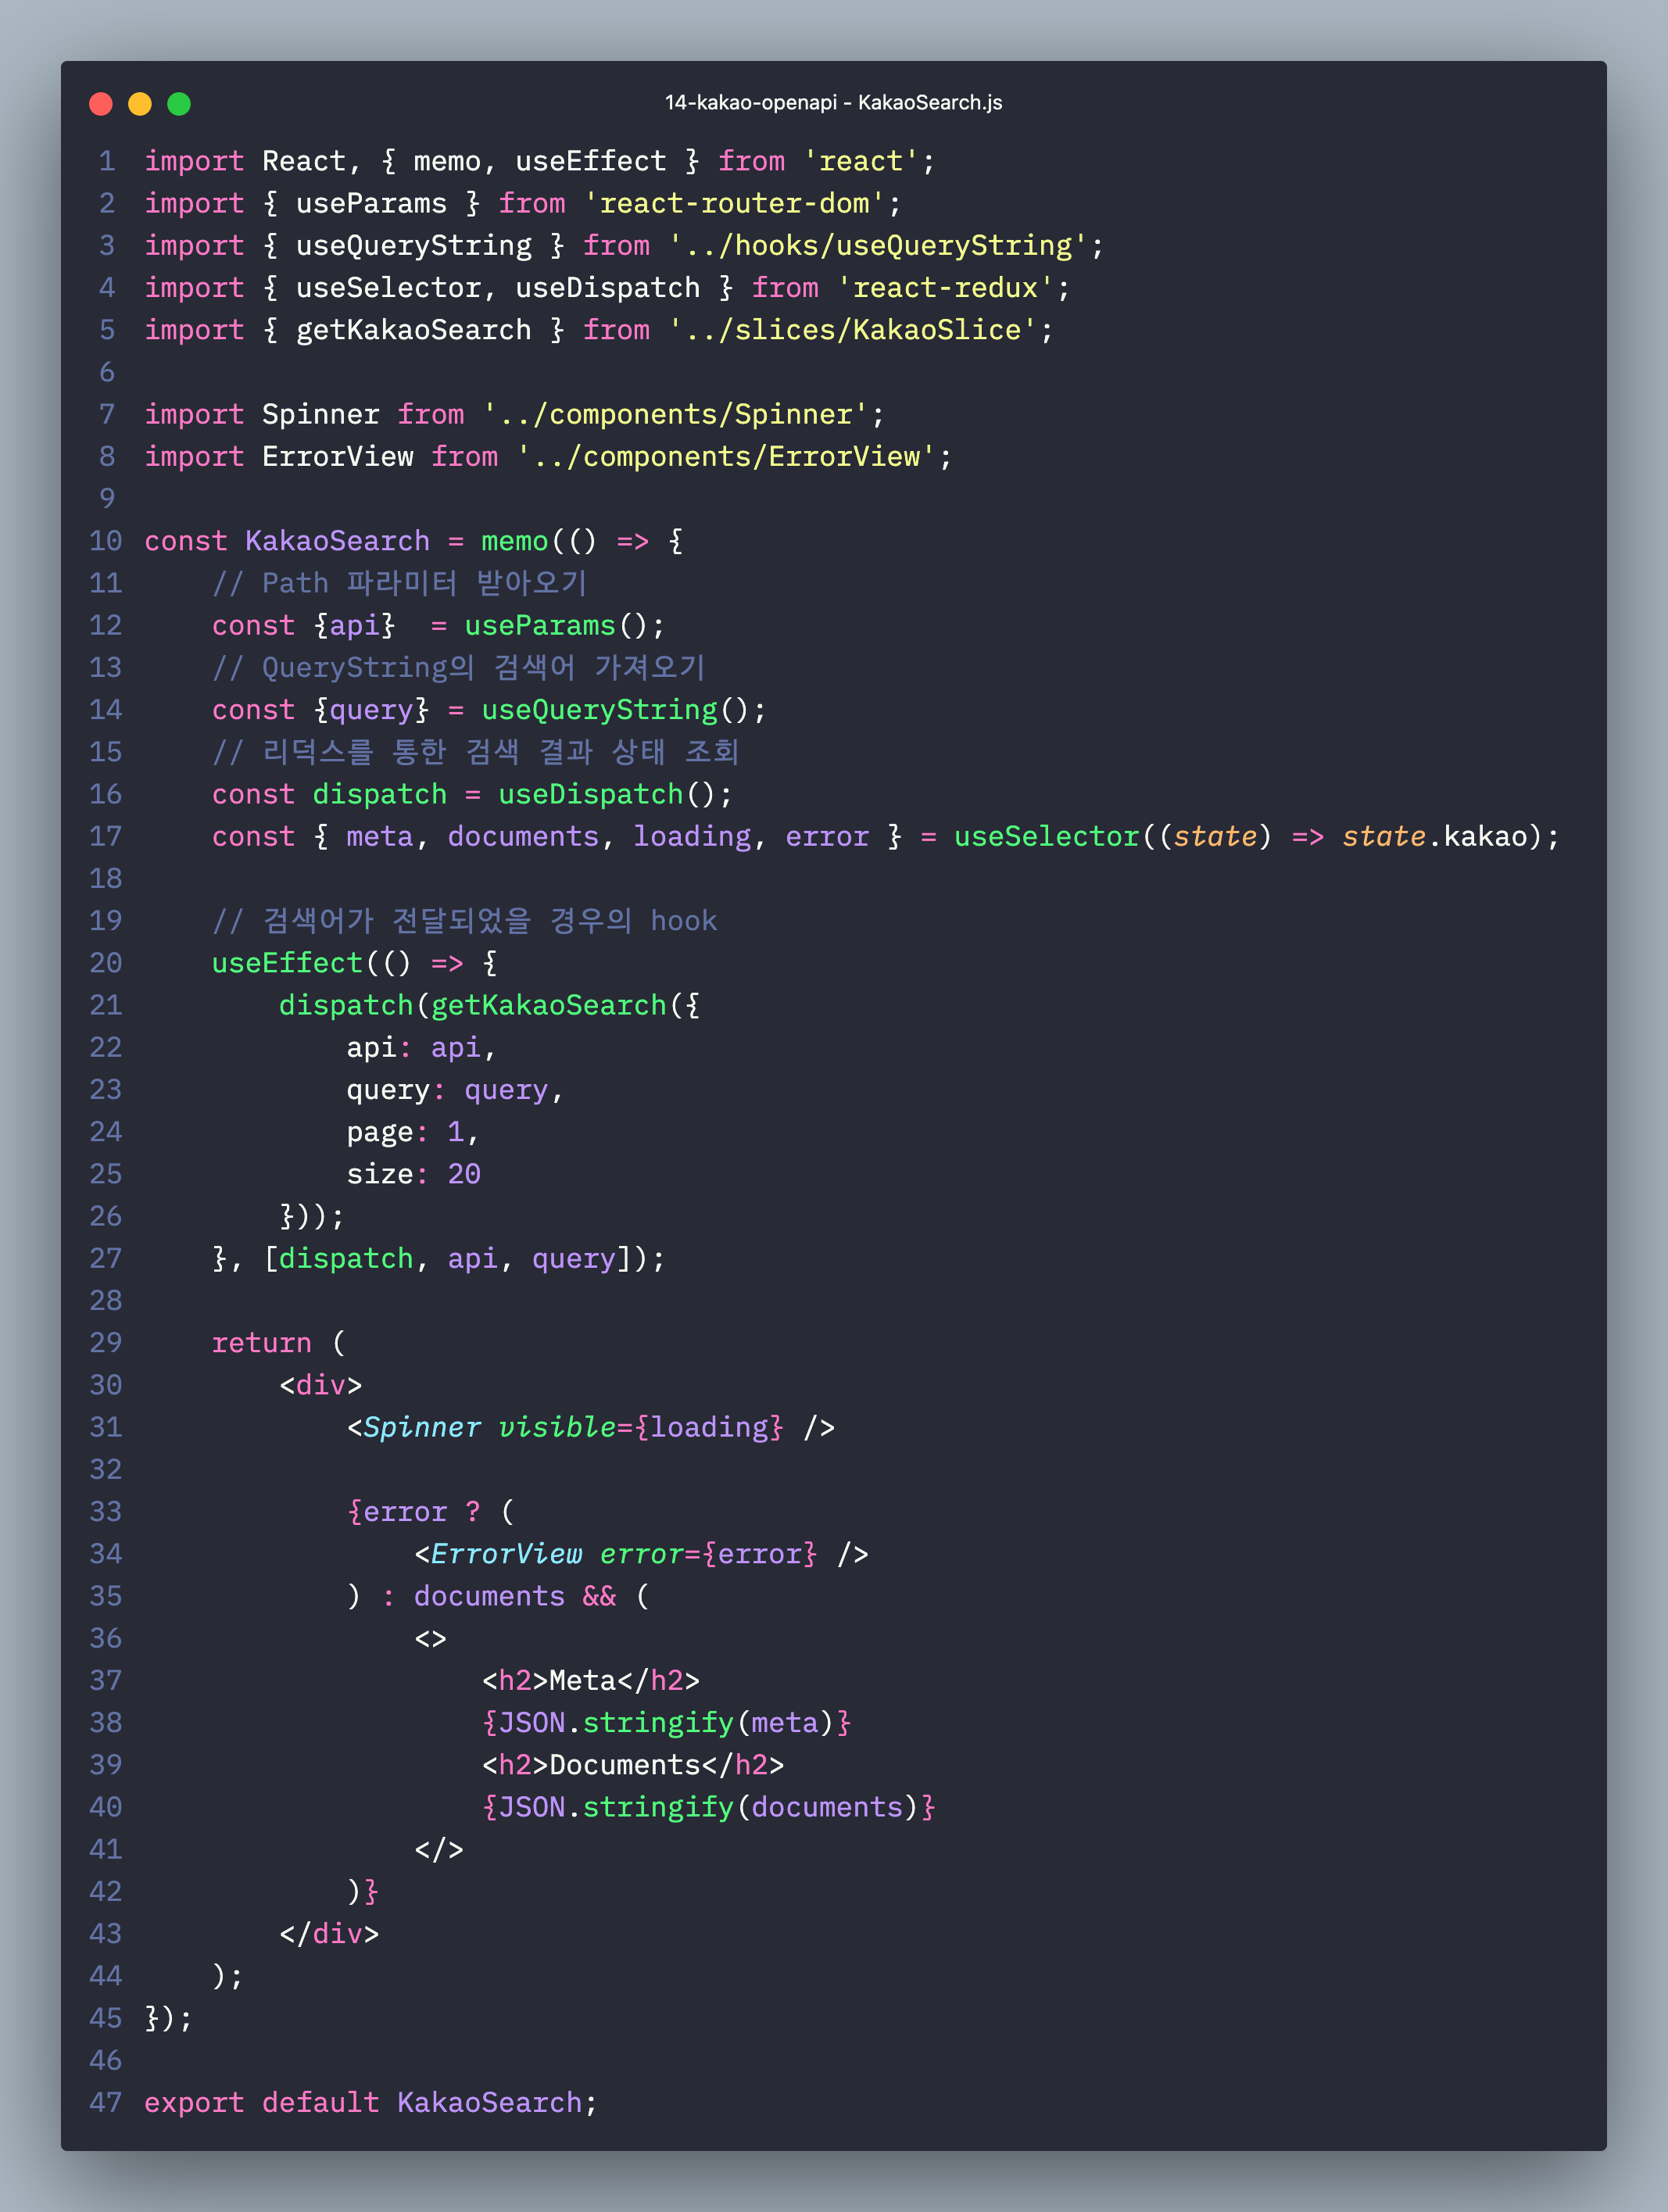 14-kakao-openapi - KakaoSearch.js
1 import React, { memo, useEffect } from 'react';
2 import { useParams } from 'react-router-dom';
3 import { useQueryString } from '../hooks/useQueryString';
4 import { useSelector, useDispatch } from 'react-redux';
5 import { getKakaoSearch } from '../slices/KakaoSlice';
6
7 import Spinner from '../components/Spinner';
8 import ErrorView from '../components/ErrorView';
9
10 const KakaoSearch = memo(() => {
11     // Path 파라미터 받아오기
12     const {api}  = useParams();
13     // QueryString의 검색어 가져오기
14     const {query} = useQueryString();
15     // 리덕스를 통한 검색 결과 상태 조회
16     const dispatch = useDispatch();
17     const { meta, documents, loading, error } = useSelector((state) => state.kakao);
18
19     // 검색어가 전달되었을 경우의 hook
20     useEffect(() => {
21         dispatch(getKakaoSearch({
22             api: api,
23             query: query,
24             page: 1,
25             size: 20
26         }));
27     }, [dispatch, api, query]);
28
29     return (
30         <div>
31             <Spinner visible={loading} />
32
33             {error ? (
34                 <ErrorView error={error} />
35             ) : documents && (
36                 <>
37                     <h2>Meta</h2>
38                     {JSON.stringify(meta)}
39                     <h2>Documents</h2>
40                     {JSON.stringify(documents)}
41                 </>
42             )}
43         </div>
44     );
45 });
46
47 export default KakaoSearch;